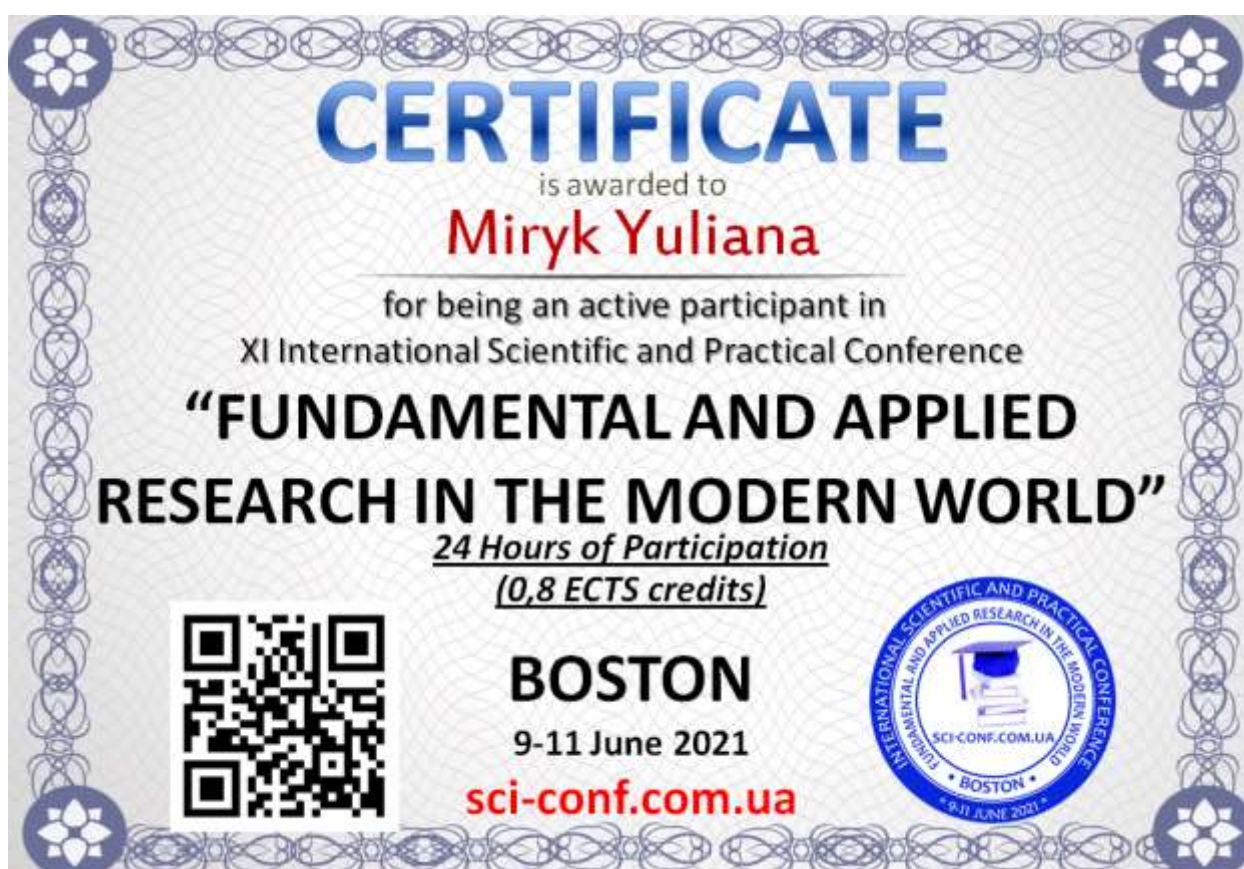 CERTIFICATE
is awarded to
Miryk Yuliana
for being an active participant in
XI International Scientific and Practical Conference
“FUNDAMENTAL AND APPLIED
RESEARCH IN THE MODERN WORLD”
24 Hours of Participation
(0,8 ECTS credits)
BOSTON
9-11 June 2021
sci-conf.com.ua
INTERNATIONAL SCIENTIFIC AND PRACTICAL CONFERENCE
FUNDAMENTAL AND APPLIED RESEARCH IN THE MODERN WORLD
SCI-CONF.COM.UA
• BOSTON •
* 9-11 JUNE 2021 *